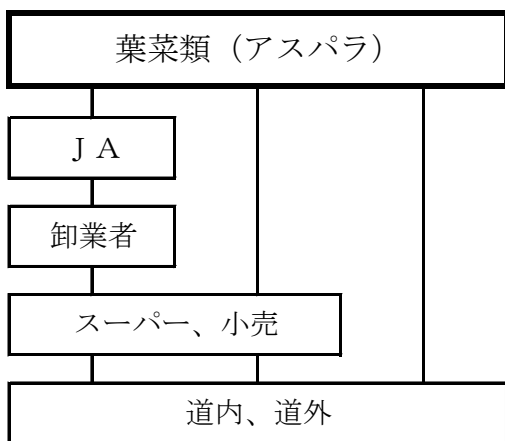 葉菜類（アスパラ）
ＪＡ
卸業者
スーパー、小売
道内、道外